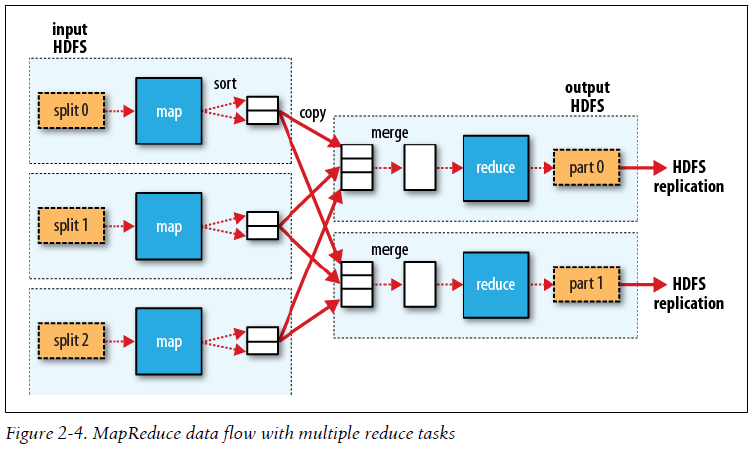 input
HDFS
sort
split 0
map
copy
split 1
map
split 2
map
output
HDFS
merge
reduce
part 0
HDFS
replication
merge
reduce
part 1
HDFS
replication
Figure 2-4. MapReduce data flow with multiple reduce tasks